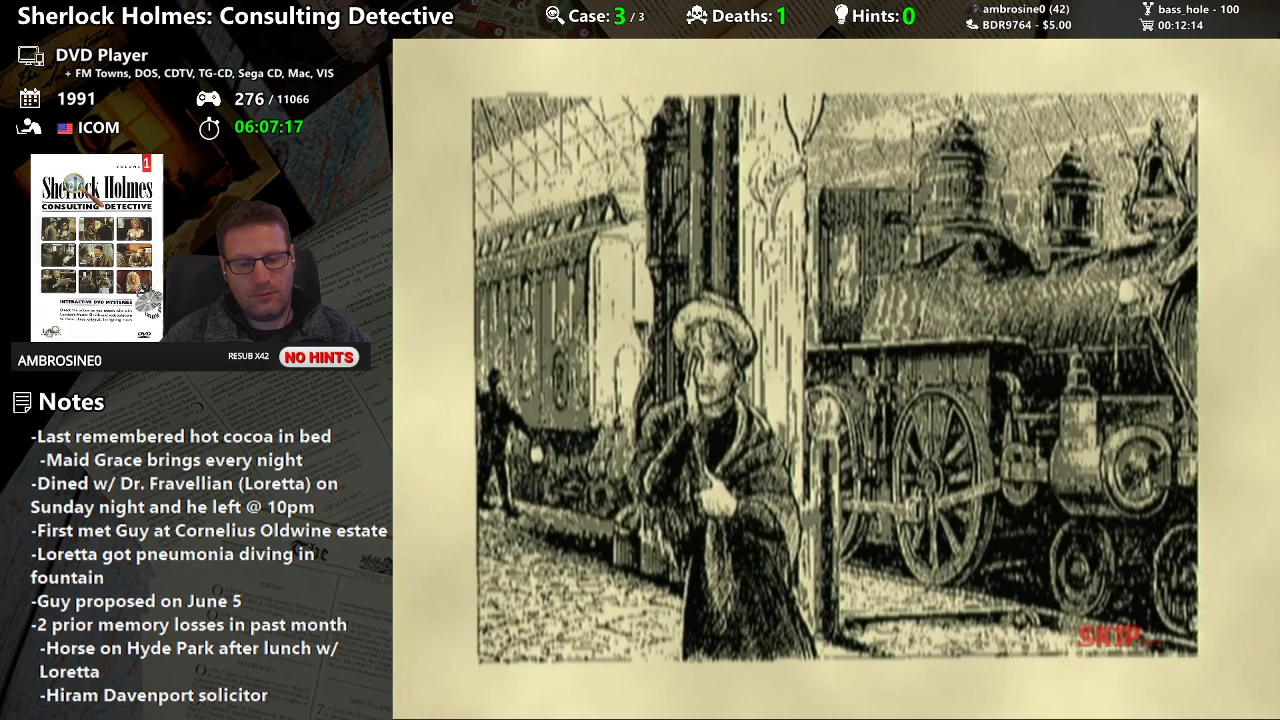 Sherlock Holmes: Consulting Detective
Case: 3 / 3
Deaths: 1
Hints: 0
ambrosine0 (42)
BDR9764 - $5.00
bass_hole - 100
00:12:14
DVD Player
+ FM Towns, DOS, CDTV, TG-CD, Sega CD, Mac, VIS
1991
276 / 11066
ICOM
06:07:17
VOLUME 1
Sherlock Holmes
CONSULTING DETECTIVE
INTERACTIVE DVD MYSTERIES
AMBROSINE0
RESUB X42
NO HINTS
Notes
-Last remembered hot cocoa in bed
-Maid Grace brings every night
-Dined w/ Dr. Fravellian (Loretta) on
Sunday night and he left @ 10pm
-First met Guy at Cornelius Oldwine estate
-Loretta got pneumonia diving in
fountain
-Guy proposed on June 5
-2 prior memory losses in past month
-Horse on Hyde Park after lunch w/
Loretta
-Hiram Davenport solicitor
SKIP...